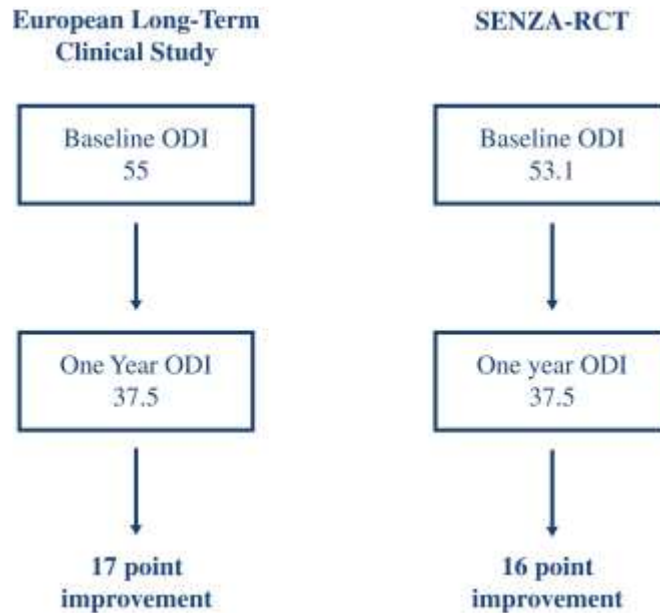 European Long-Term
Clinical Study
Baseline ODI
55
One Year ODI
37.5
17 point
improvement
SENZA-RCT
Baseline ODI
53.1
One year ODI
37.5
16 point
improvement